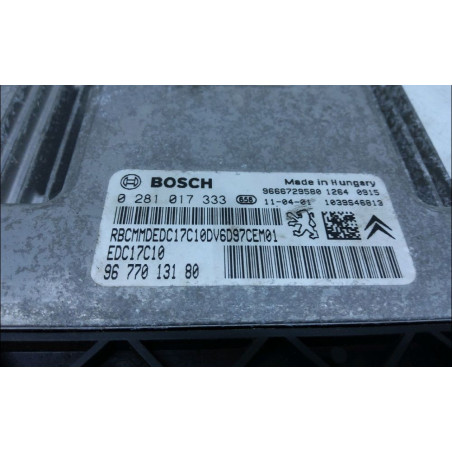 BOSCH
Made in Hungary
9666729580 1264 0915
0 281 017 333 658 11-04-01 1039S46813
RBCMMDEDC17C10DV6D97CEM01
EDC17C10
96 770 131 80